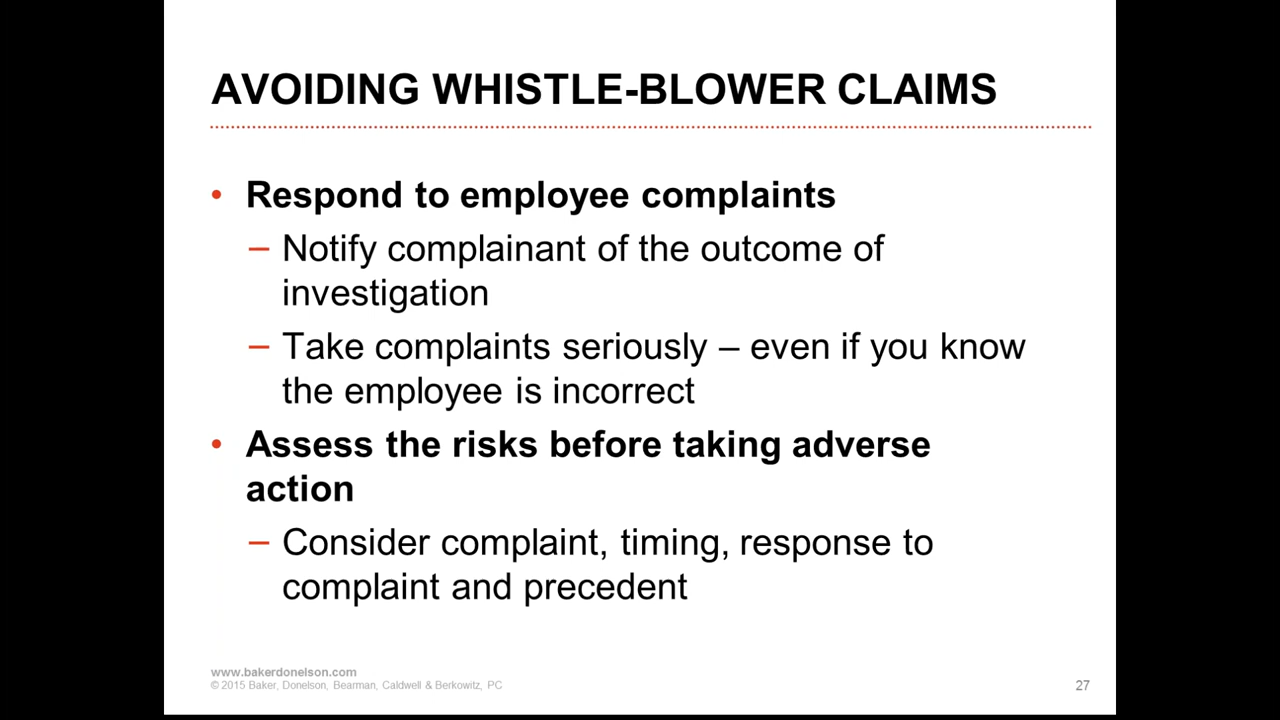 AVOIDING WHISTLE-BLOWER CLAIMS
• Respond to employee complaints
– Notify complainant of the outcome of
investigation
– Take complaints seriously – even if you know
the employee is incorrect
• Assess the risks before taking adverse
action
– Consider complaint, timing, response to
complaint and precedent
www.bakerdonelson.com
© 2015 Baker, Donelson, Bearman, Caldwell & Berkowitz, PC
27